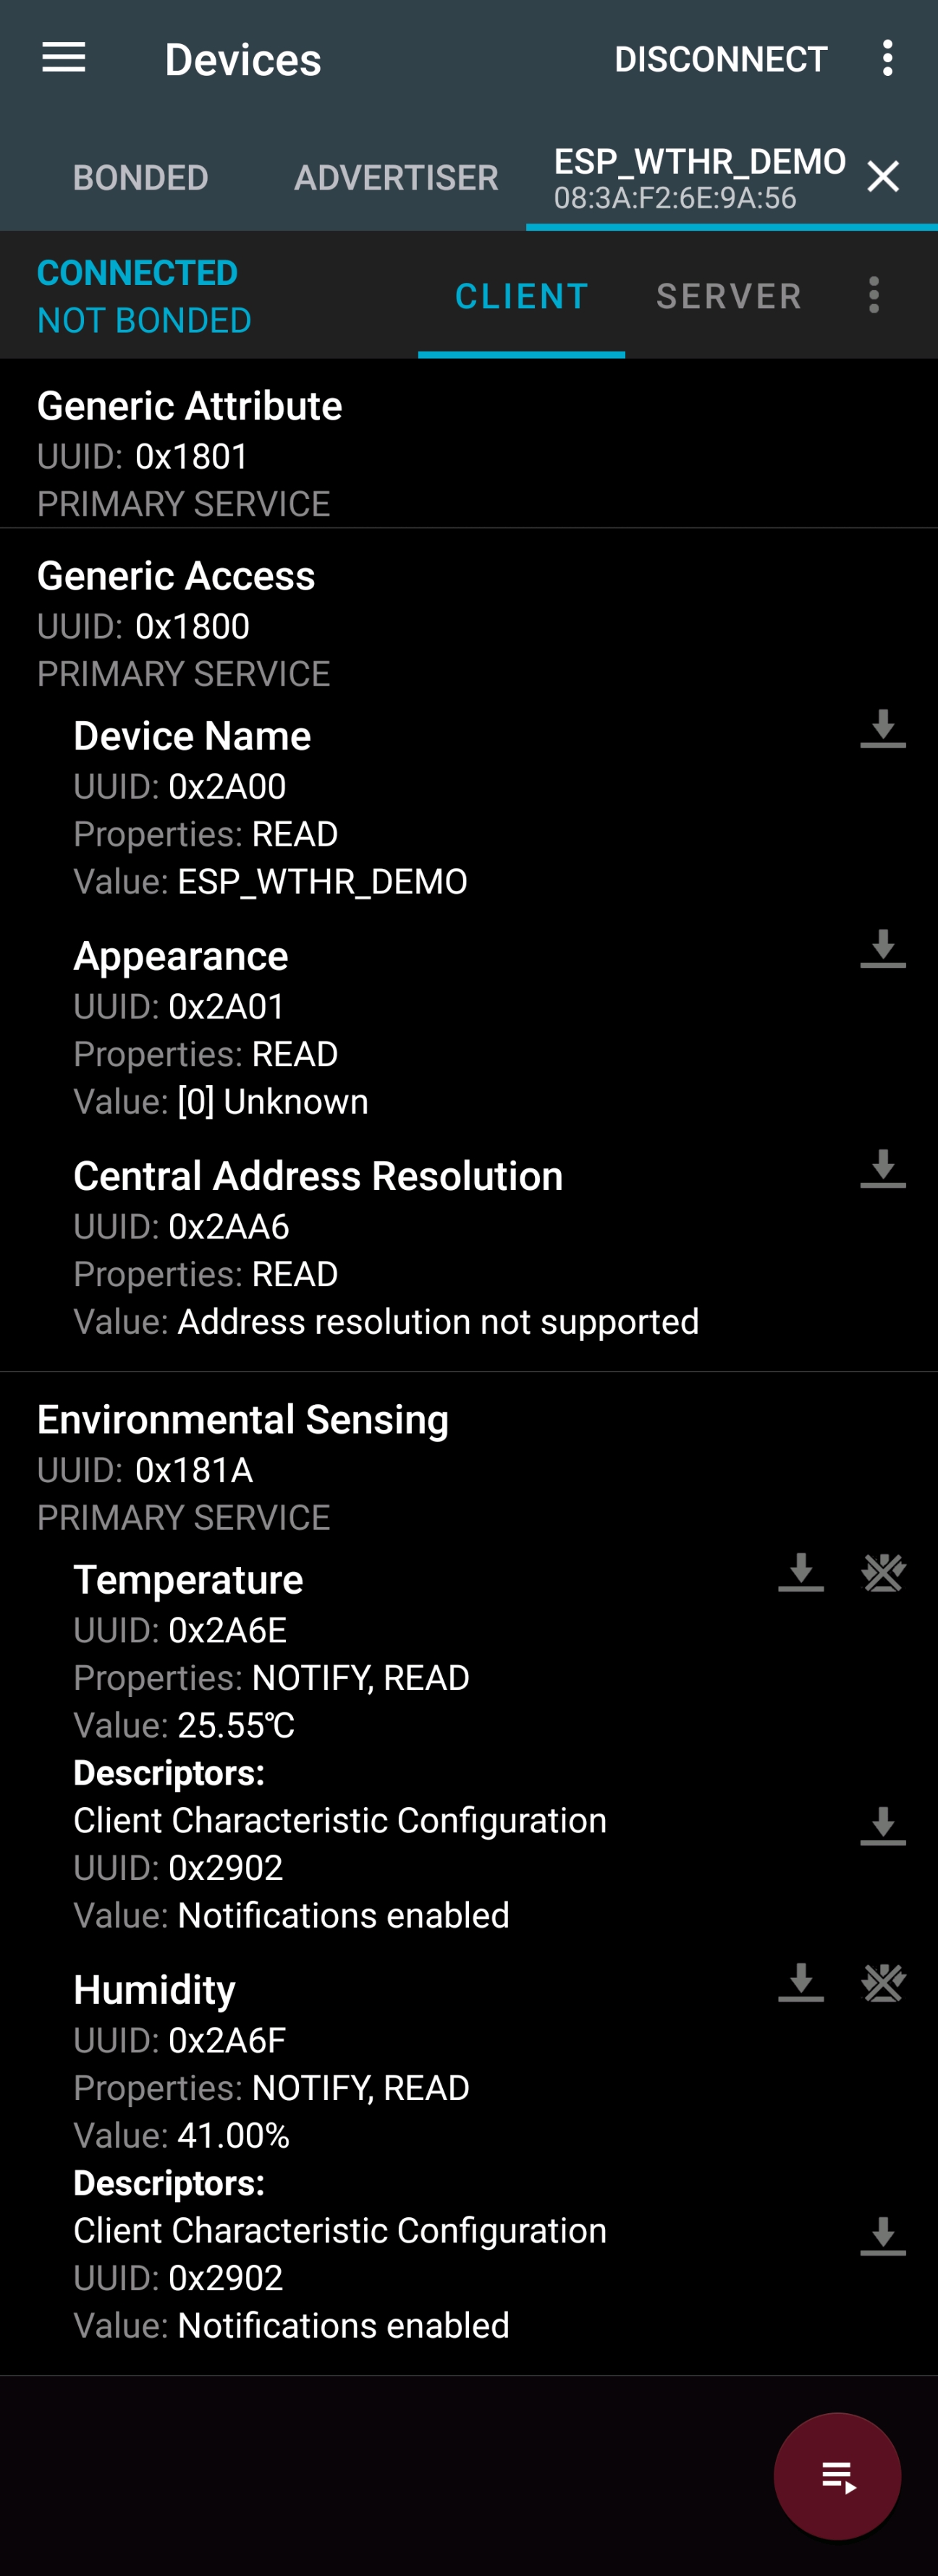 Devices
DISCONNECT
BONDED
ADVERTISER
ESP_WTHR_DEMO
08:3A:F2:6E:9A:56
CONNECTED
NOT BONDED
CLIENT
SERVER
Generic Attribute
UUID: 0x1801
PRIMARY SERVICE
Generic Access
UUID: 0x1800
PRIMARY SERVICE
Device Name
UUID: 0x2A00
Properties: READ
Value: ESP_WTHR_DEMO
Appearance
UUID: 0x2A01
Properties: READ
Value: [0] Unknown
Central Address Resolution
UUID: 0x2AA6
Properties: READ
Value: Address resolution not supported
Environmental Sensing
UUID: 0x181A
PRIMARY SERVICE
Temperature
UUID: 0x2A6E
Properties: NOTIFY, READ
Value: 25.55°C
Descriptors:
Client Characteristic Configuration
UUID: 0x2902
Value: Notifications enabled
Humidity
UUID: 0x2A6F
Properties: NOTIFY, READ
Value: 41.00%
Descriptors:
Client Characteristic Configuration
UUID: 0x2902
Value: Notifications enabled